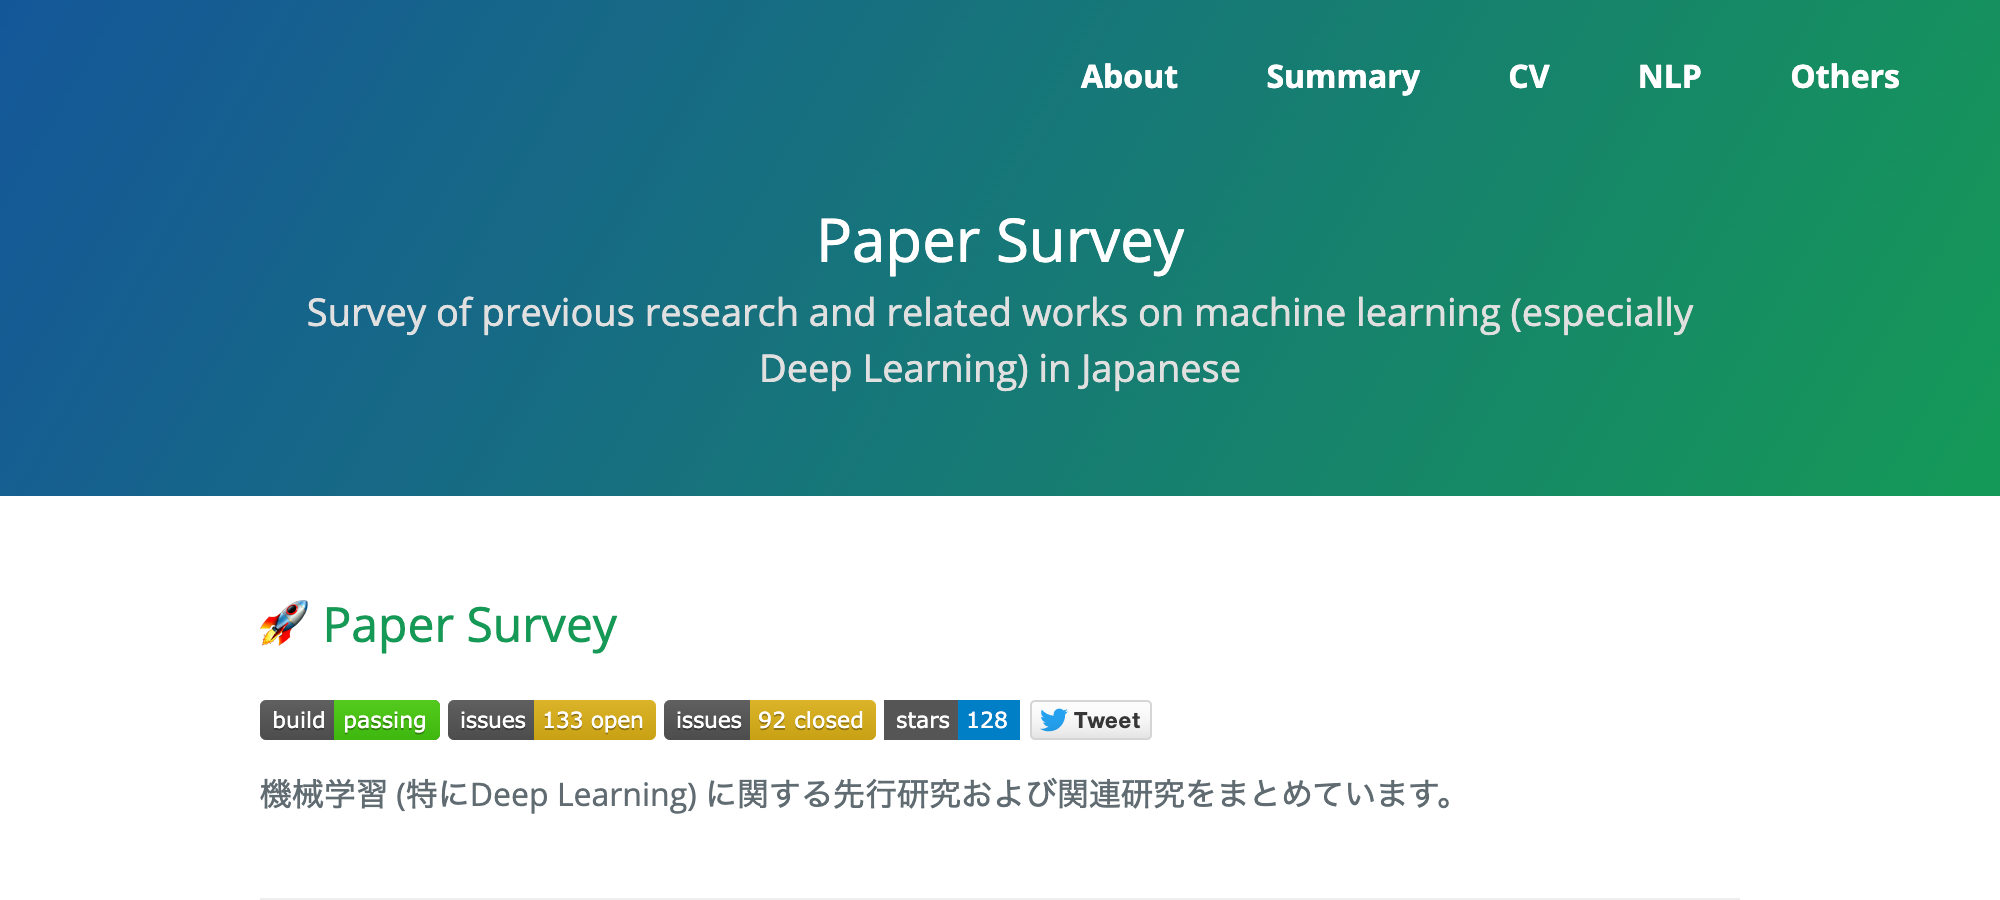 About Summary CV NLP Others
Paper Survey
Survey of previous research and related works on machine learning (especially
Deep Learning) in Japanese
🚀 Paper Survey
build passing issues 133 open issues 92 closed stars 128 Tweet
機械学習 (特にDeep Learning) に関する先行研究および関連研究をまとめています。